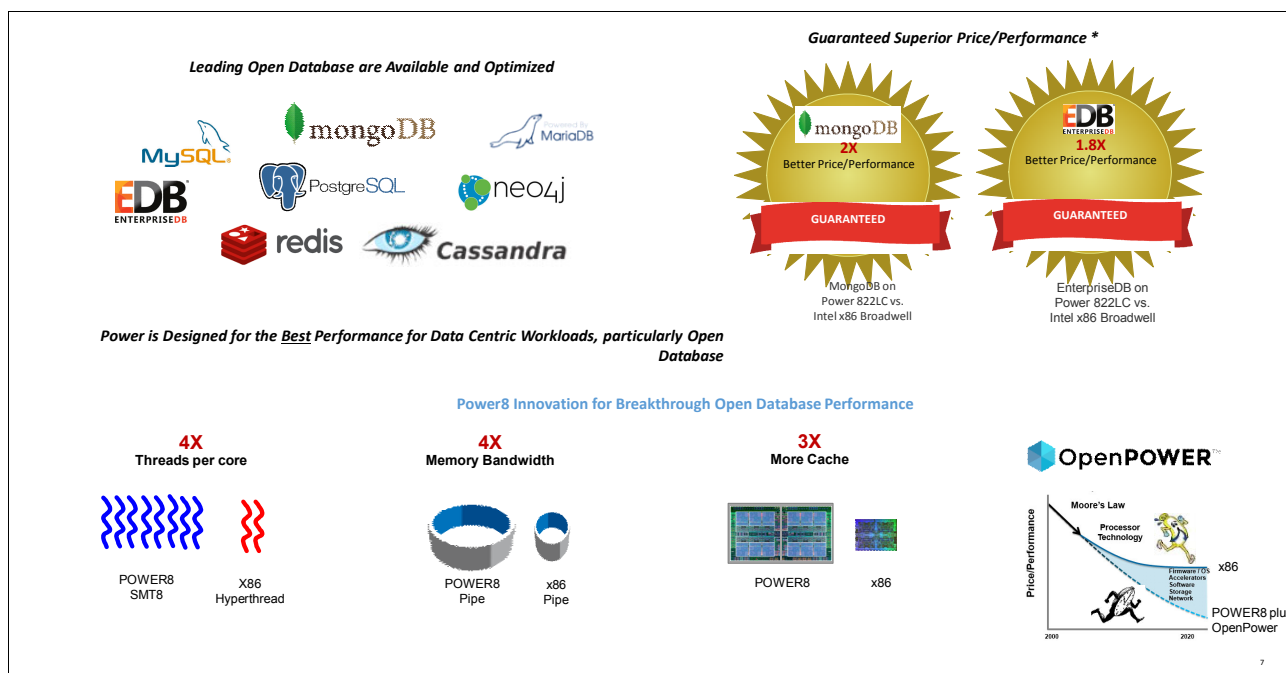 Leading Open Database are Available and Optimized
MySQL®
mongoDB
Powered By
MariaDB
EDB™
ENTERPRISEDB
PostgreSQL
neo4j
redis
Cassandra
Guaranteed Superior Price/Performance *
mongoDB
2X
Better Price/Performance
GUARANTEED
MongoDB on
Power 822LC vs.
Intel x86 Broadwell
EDB
ENTERPRISEDB
1.8X
Better Price/Performance
GUARANTEED
EnterpriseDB on
Power 822LC vs.
Intel x86 Broadwell
Power is Designed for the Best Performance for Data Centric Workloads, particularly Open
Database
Power8 Innovation for Breakthrough Open Database Performance
4X
Threads per core
POWER8
SMT8
X86
Hyperthread
4X
Memory Bandwidth
POWER8
Pipe
x86
Pipe
3X
More Cache
POWER8
x86
OpenPOWER™
Price/Performance
Moore's Law
Processor
Technology
x86
Firmware / OS
Accelerators
Software
Storage
Network
POWER8 plus
OpenPower
2000
2020
7